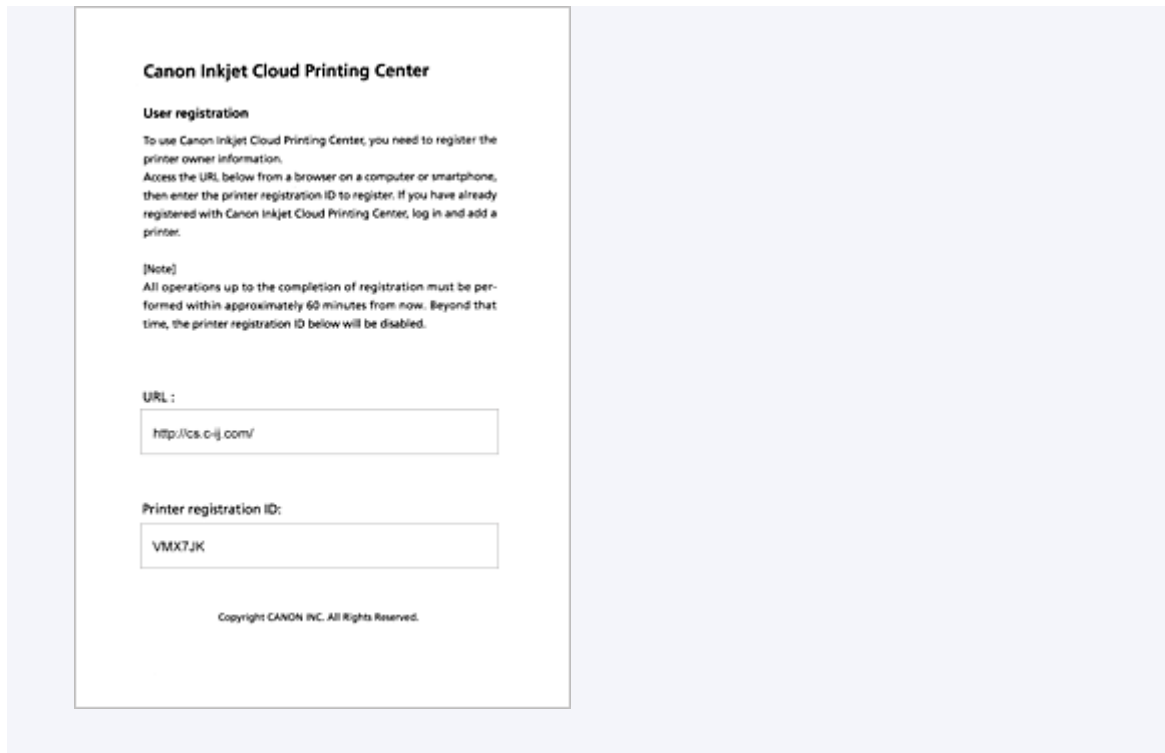 Canon Inkjet Cloud Printing Center
User registration
To use Canon Inkjet Cloud Printing Center, you need to register the
printer owner information.
Access the URL below from a browser on a computer or smartphone,
then enter the printer registration ID to register. If you have already
registered with Canon Inkjet Cloud Printing Center, log in and add a
printer.
[Note]
All operations up to the completion of registration must be per-
formed within approximately 60 minutes from now. Beyond that
time, the printer registration ID below will be disabled.
URL :
http://cs.c-ij.com/
Printer registration ID:
VMX7JK
Copyright CANON INC. All Rights Reserved.